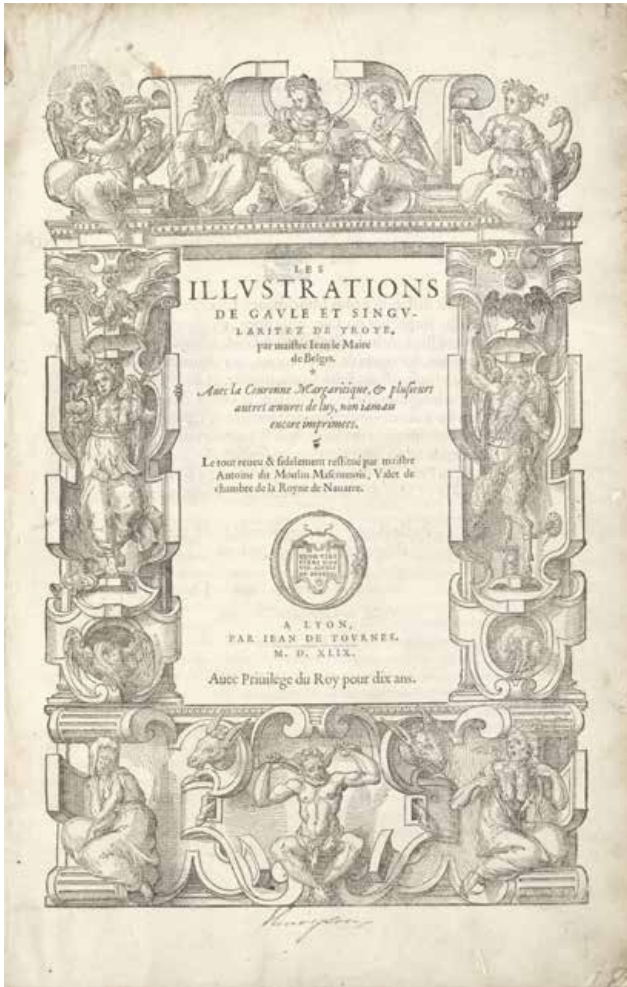 LES
ILLVSTRATIONS
DE GAVLE ET SINGV-
LARITEZ DE TROYE,
par maistre Iean le Maire
de Belges.
Auec la Couronne Margaritique, & plusieurs
autres œuures de luy, non iamais
encore imprimees.
Le tout reueu & fidelement restitué par maistre
Antoine du Moulin Masconnois, Valet de
chambre de la Royne de Nauarre.
A LYON,
PAR IEAN DE TOVRNES.
M. D. XLIX.
Auec Priuilege du Roy pour dix ans.